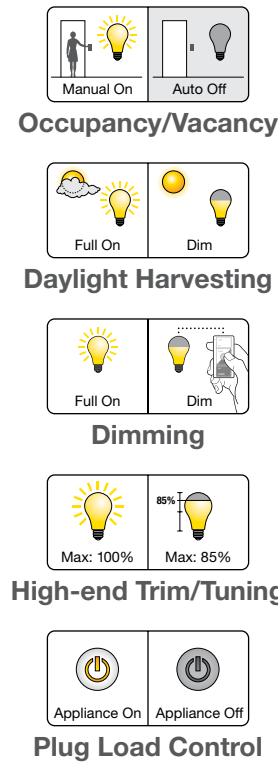 Manual On Auto Off
Occupancy/Vacancy
Full On Dim
Daylight Harvesting
Full On Dim
Dimming
85%
Max: 100% Max: 85%
High-end Trim/Tuning
Appliance On Appliance Off
Plug Load Control